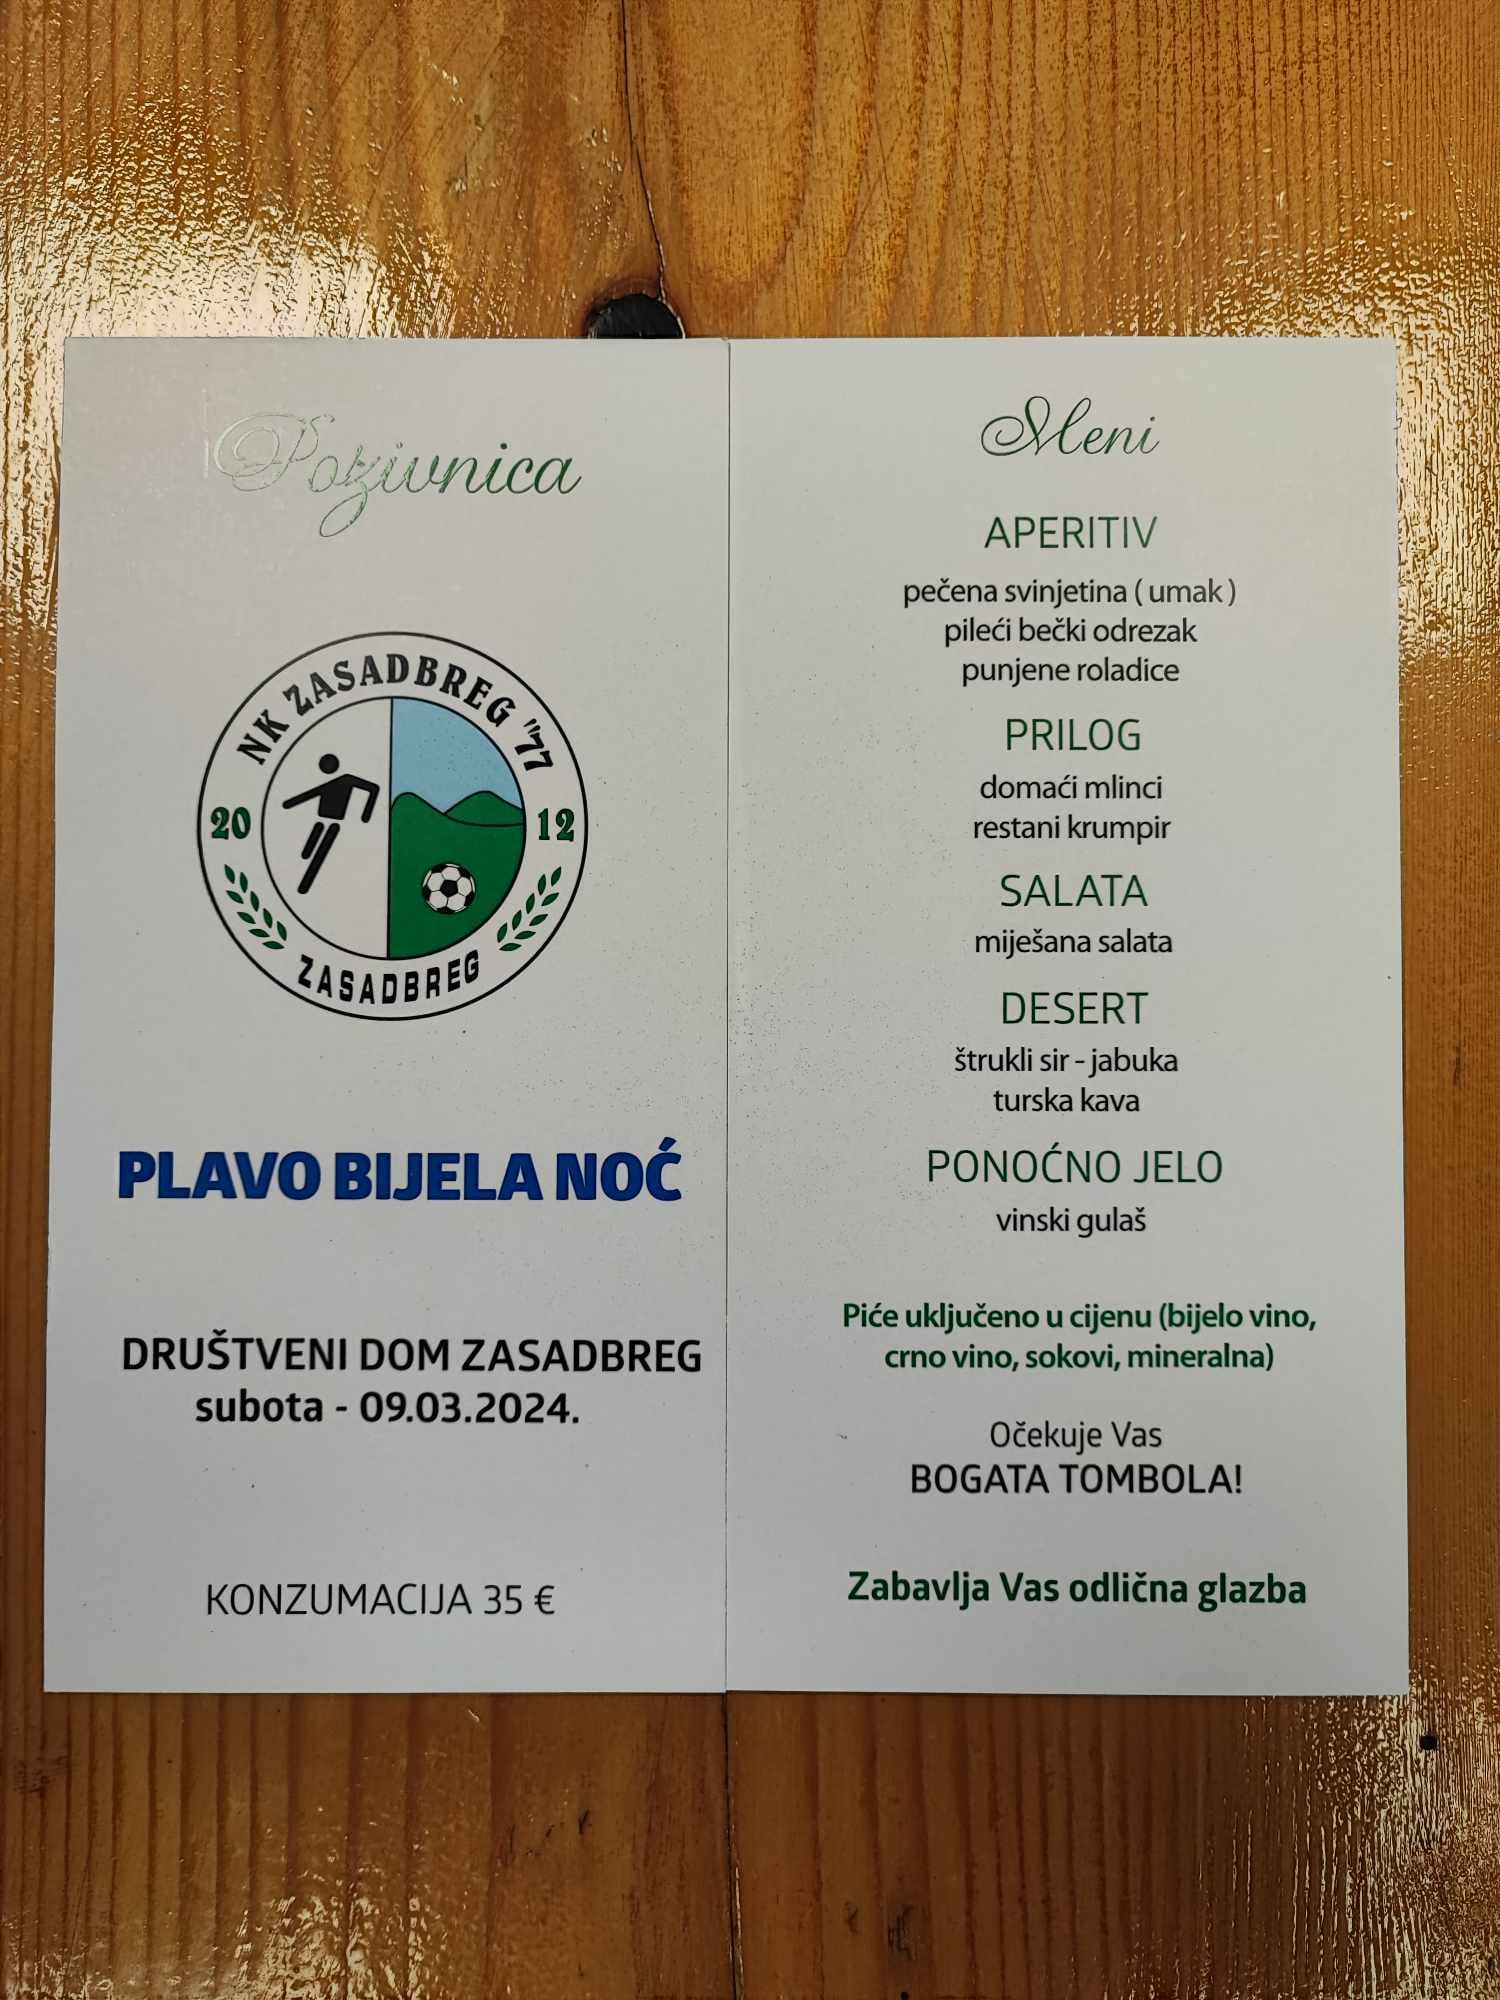 Pozivnica
NK ZASADBREG "77
20 12
ZASADBREG
PLAVO BIJELA NOĆ
DRUŠTVENI DOM ZASADBREG
subota - 09.03.2024.
KONZUMACIJA 35 €
Meni
APERITIV
pečena svinjetina ( umak )
pileći bečki odrezak
punjene roladice
PRILOG
domaći mlinci
restani krumpir
SALATA
miješana salata
DESERT
štrukli sir - jabuka
turska kava
PONOĆNO JELO
vinski gulaš
Piće uključeno u cijenu (bijelo vino,
crno vino, sokovi, mineralna)
Očekuje Vas
BOGATA TOMBOLA!
Zabavlja Vas odlična glazba